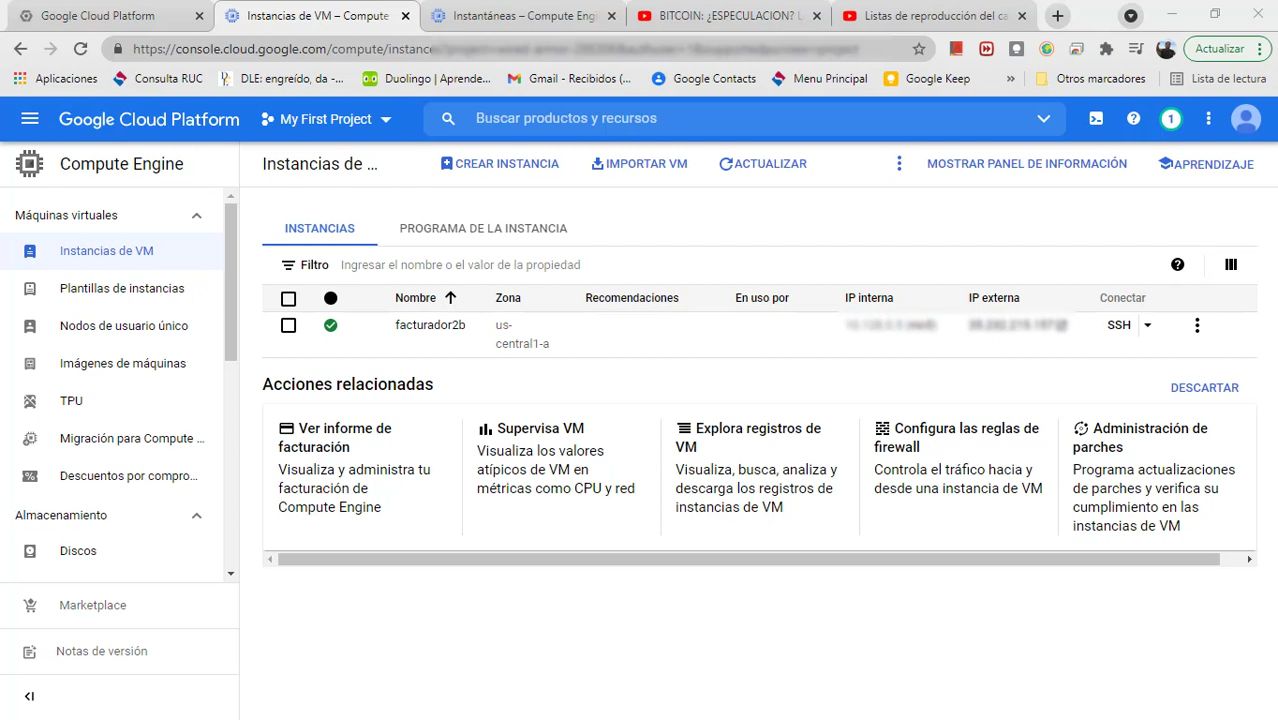 Google Cloud Platform
Instancias de VM – Compute
Instantáneas – Compute Eng
BITCOIN: ¿ESPECULACION? L
Listas de reproducción del ca
https://console.cloud.google.com/compute/instance
Actualizar
Aplicaciones
Consulta RUC
DLE: engreído, da -...
Duolingo | Aprende...
Gmail - Recibidos (...
Google Contacts
Menu Principal
Google Keep
»
Otros marcadores
Lista de lectura
Google Cloud Platform
My First Project
Buscar productos y recursos
1
Compute Engine
Instancias de ...
CREAR INSTANCIA
IMPORTAR VM
ACTUALIZAR
MOSTRAR PANEL DE INFORMACIÓN
APRENDIZAJE
Máquinas virtuales
Instancias de VM
Plantillas de instancias
Nodos de usuario único
Imágenes de máquinas
TPU
Migración para Compute ...
Descuentos por compro...
Almacenamiento
Discos
Marketplace
Notas de versión
INSTANCIAS
PROGRAMA DE LA INSTANCIA
Filtro
Ingresar el nombre o el valor de la propiedad
Nombre
Zona
Recomendaciones
En uso por
IP interna
IP externa
Conectar
facturador2b
us-
central1-a
SSH
Acciones relacionadas
DESCARTAR
Ver informe de
facturación
Visualiza y administra tu
facturación de
Compute Engine
Supervisa VM
Visualiza los valores
atípicos de VM en
métricas como CPU y red
Explora registros de
VM
Visualiza, busca, analiza y
descarga los registros de
instancias de VM
Configura las reglas de
firewall
Controla el tráfico hacia y
desde una instancia de VM
Administración de
parches
Programa actualizaciones
de parches y verifica su
cumplimiento en las
instancias de VM